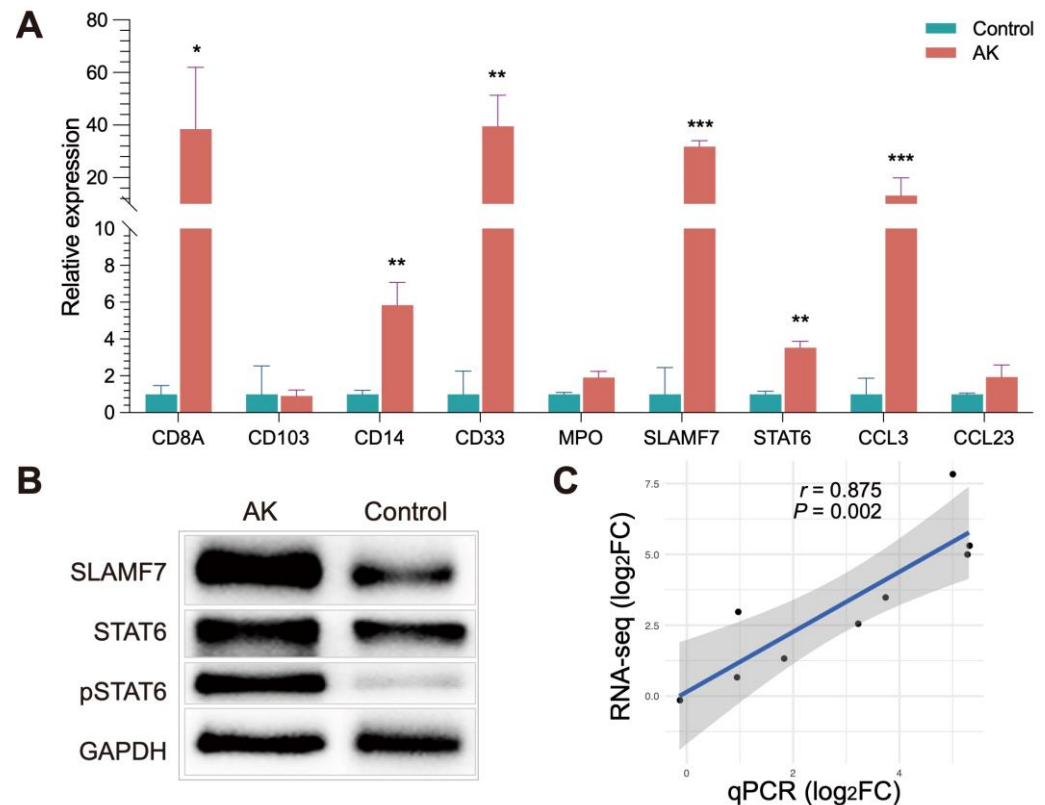 A
Control
AK
Relative expression
80
60
40
20
10
8
6
4
2
0
*
**
**
***
**
***
CD8A CD103 CD14 CD33 MPO SLAMF7 STAT6 CCL3 CCL23
B
AK Control
SLAMF7
STAT6
pSTAT6
GAPDH
C
r = 0.875
P = 0.002
RNA-seq (log2FC)
7.5
5.0
2.5
0.0
0 2 4
qPCR (log2FC)